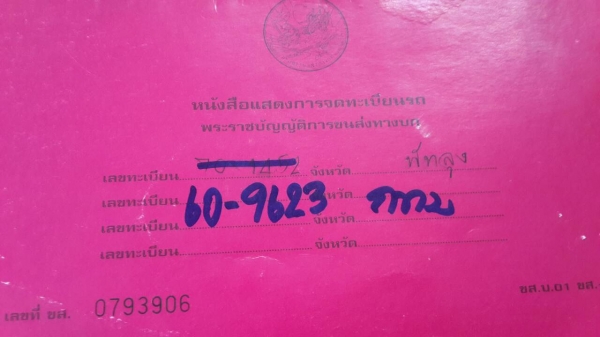 หนังสือแสดงการจดทะเบียนรถ
พระราชบัญญัติการขนส่งทางบก
เลขทะเบียน 70-1452 จังหวัด พัทลุง
เลขทะเบียน 60-9623 จังหวัด กทม
เลขทะเบียน จังหวัด
เลขทะเบียน จังหวัด
เลขที่ ขส. 0793906
ขส.บ.01 ขส.